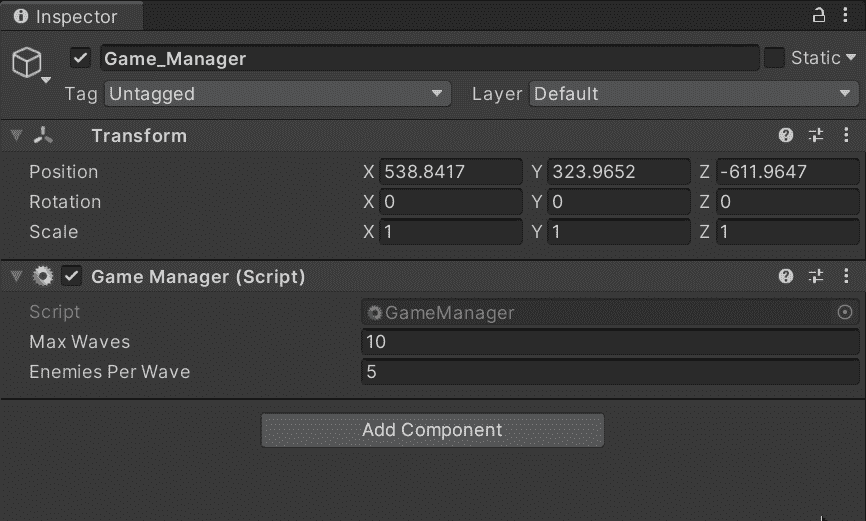 Inspector
Game_Manager Static
Tag Untagged Layer Default
Transform
Position X 538.8417 Y 323.9652 Z -611.9647
Rotation X 0 Y 0 Z 0
Scale X 1 Y 1 Z 1
Game Manager (Script)
Script GameManager
Max Waves 10
Enemies Per Wave 5
Add Component